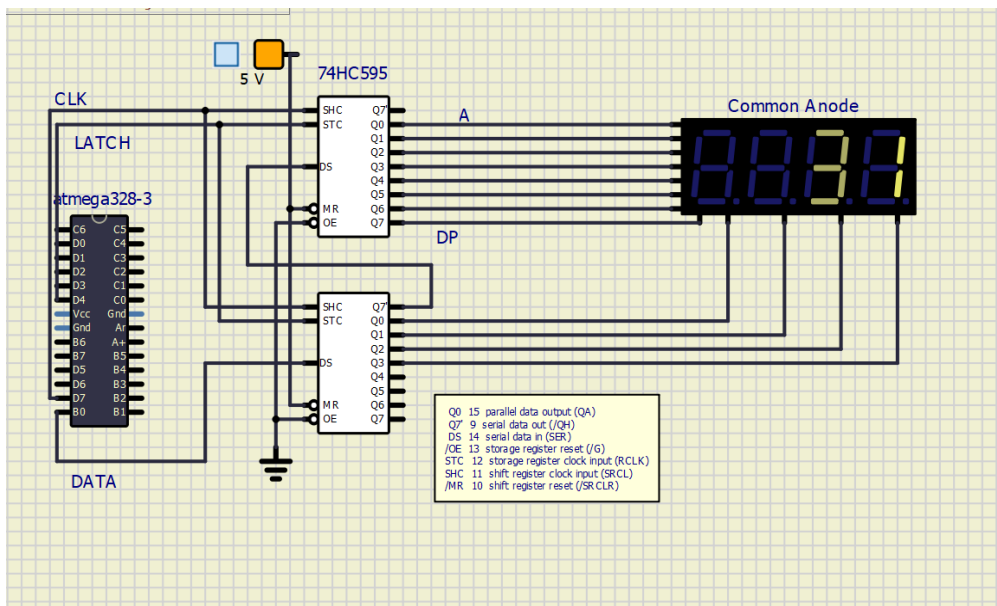 5 V
74HC595
CLK
LATCH
A
Common Anode
DP
DATA
atmega328-3
C6 C5
D0 C4
D1 C3
D2 C2
D3 C1
D4 C0
Vcc Gnd
Gnd Ar
B6 A+
B7 B5
D5 B4
D6 B3
D7 B2
B0 B1
SHC Q7'
STC Q0
Q1
Q2
DS Q3
Q4
Q5
MR Q6
OE Q7
SHC Q7'
STC Q0
Q1
Q2
DS Q3
Q4
Q5
MR Q6
OE Q7
31
Q0 15 parallel data output (QA)
Q7' 9 serial data out (/QH)
DS 14 serial data in (SER)
/OE 13 storage register reset (/G)
STC 12 storage register clock input (RCLK)
SHC 11 shift register clock input (SRCL)
/MR 10 shift register reset (/SRCLR)